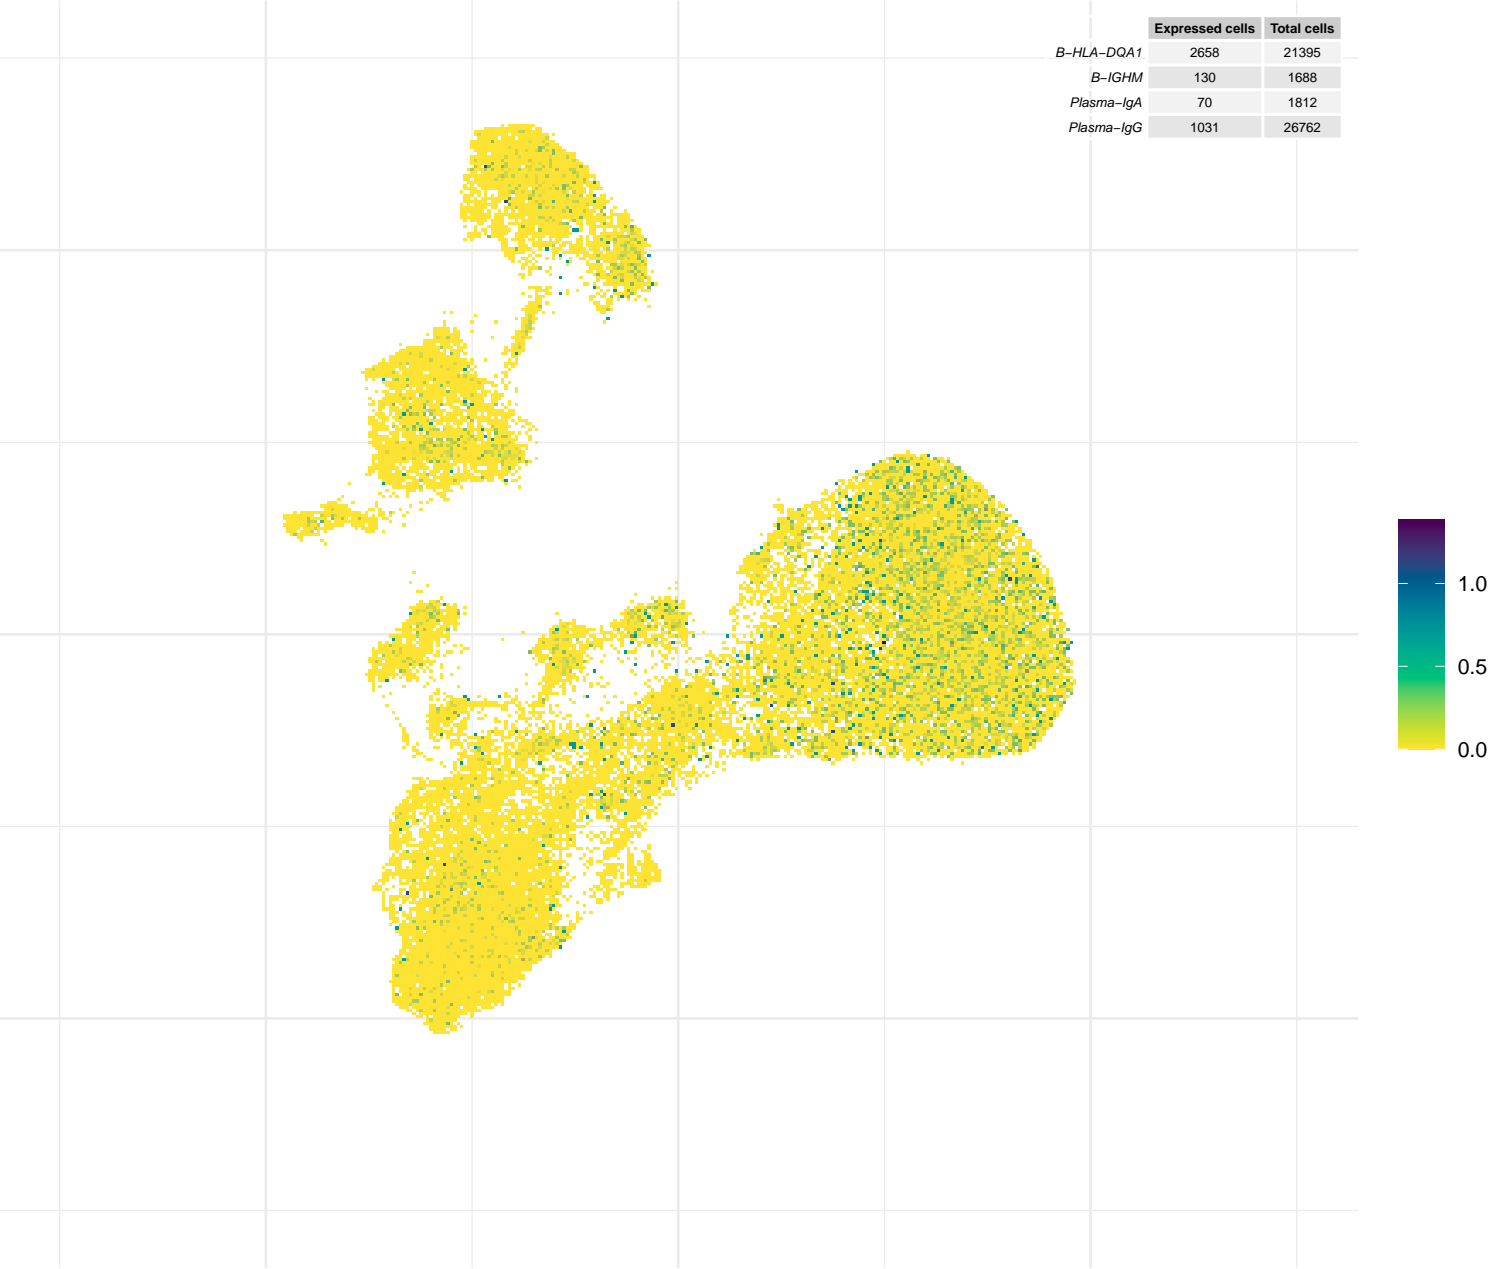 Expressed cells Total cells
B−HLA−DQA1 2658 21395
B−IGHM 130 1688
Plasma−IgA 70 1812
Plasma−IgG 1031 26762
1.0
0.5
0.0